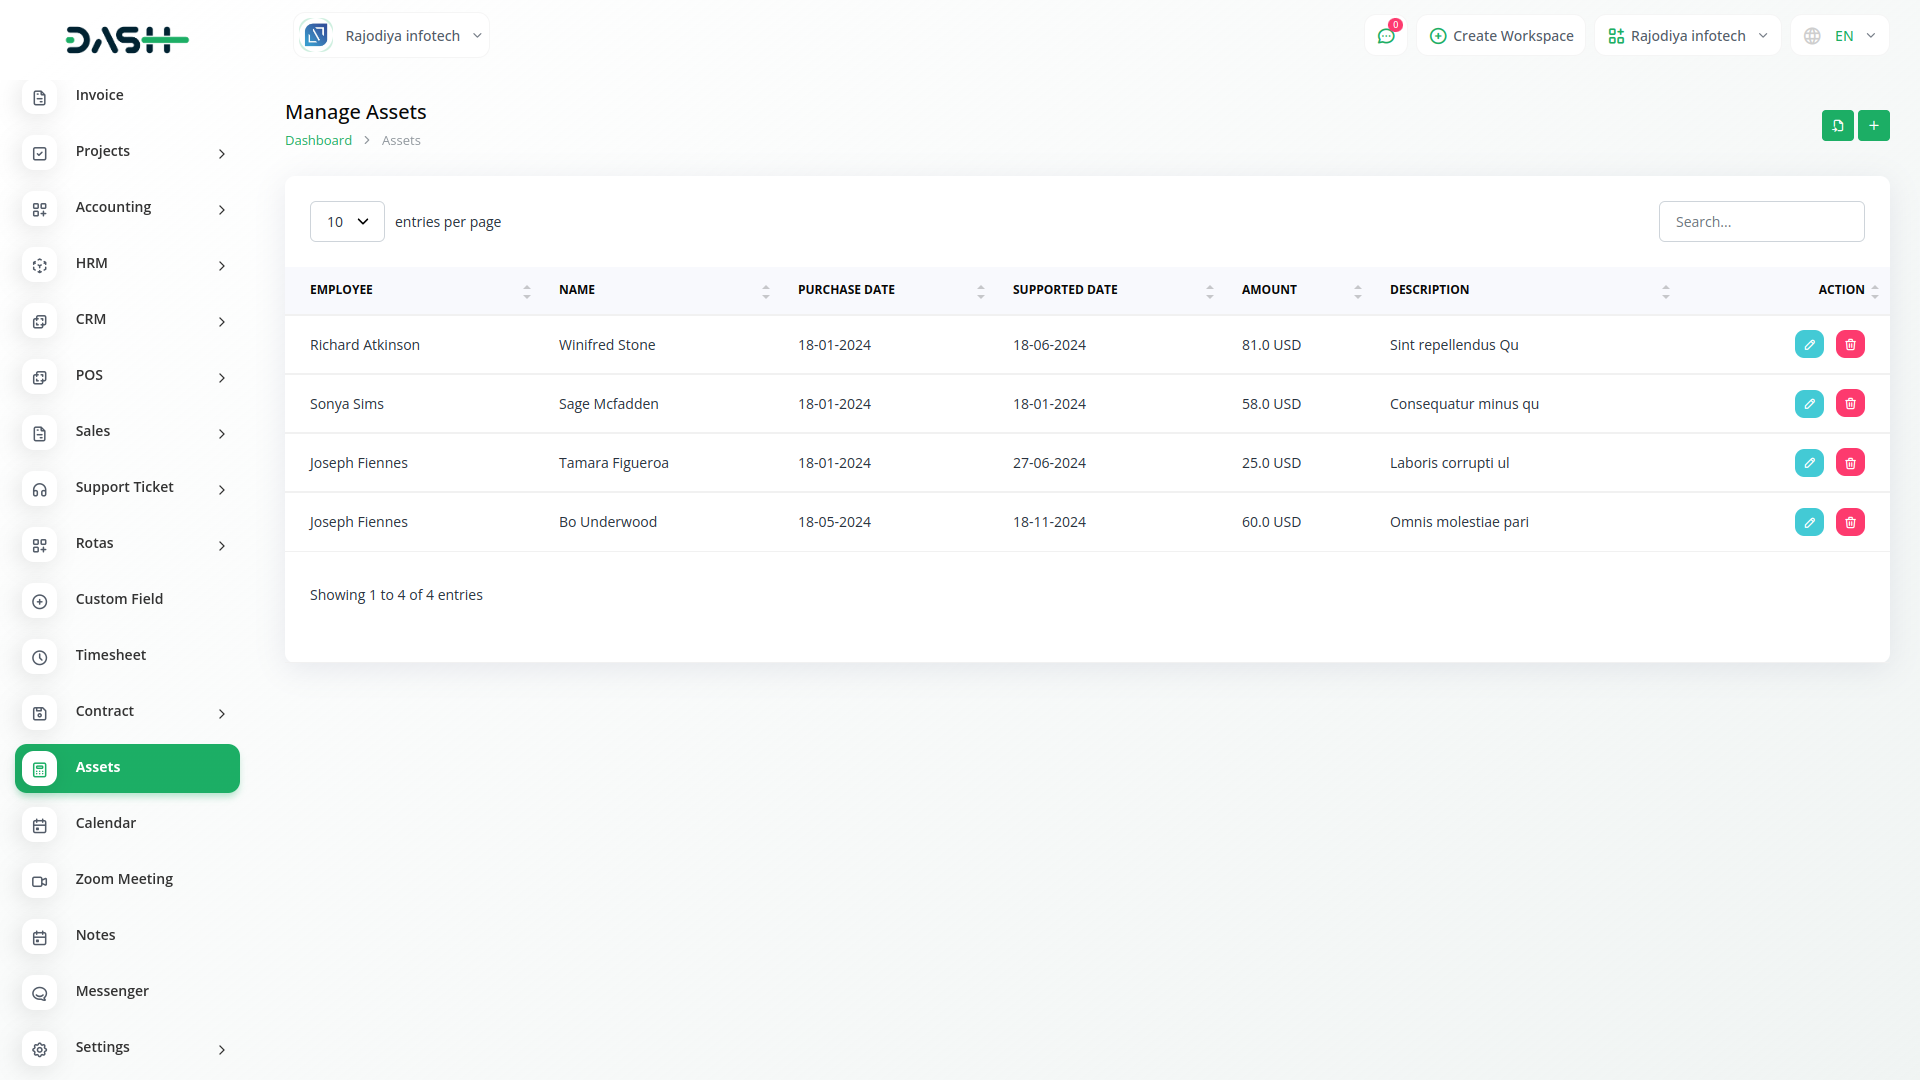 DASH
Rajodiya infotech
0
Create Workspace
Rajodiya infotech
EN
Invoice
Projects
Accounting
HRM
CRM
POS
Sales
Support Ticket
Rotas
Custom Field
Timesheet
Contract
Assets
Calendar
Zoom Meeting
Notes
Messenger
Settings
Manage Assets
Dashboard > Assets
10 entries per page
Search...
EMPLOYEE NAME PURCHASE DATE SUPPORTED DATE AMOUNT DESCRIPTION ACTION
Richard Atkinson Winifred Stone 18-01-2024 18-06-2024 81.0 USD Sint repellendus Qu
Sonya Sims Sage Mcfadden 18-01-2024 18-01-2024 58.0 USD Consequatur minus qu
Joseph Fiennes Tamara Figueroa 18-01-2024 27-06-2024 25.0 USD Laboris corrupti ul
Joseph Fiennes Bo Underwood 18-05-2024 18-11-2024 60.0 USD Omnis molestiae pari
Showing 1 to 4 of 4 entries